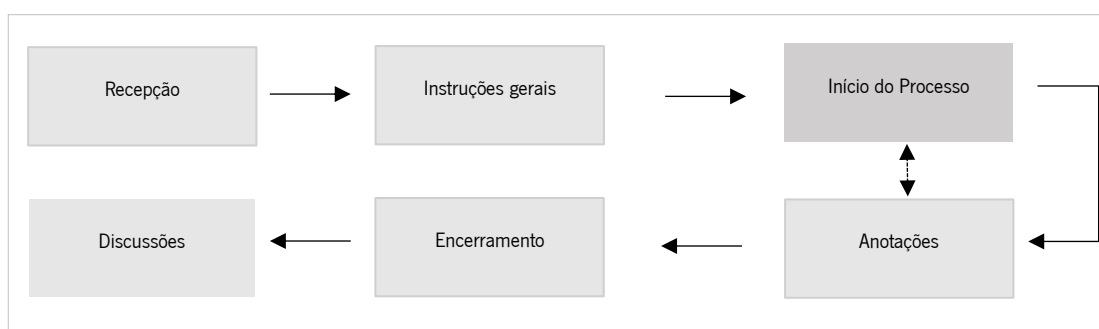 Recepção
Instruções gerais
Início do Processo
Discussões
Encerramento
Anotações